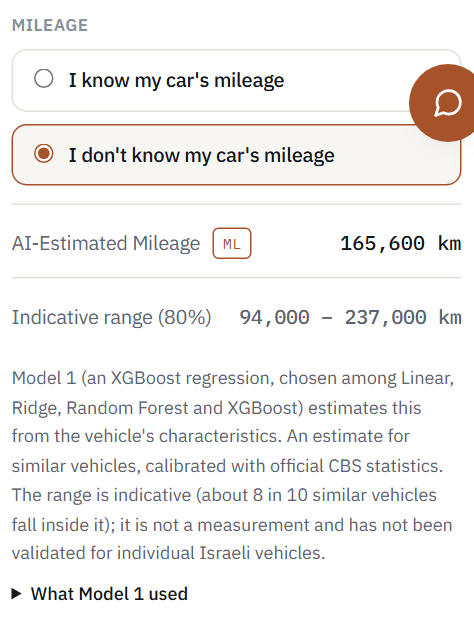 MILEAGE
I know my car's mileage
I don't know my car's mileage
AI-Estimated Mileage ML 165,600 km
Indicative range (80%) 94,000 – 237,000 km
Model 1 (an XGBoost regression, chosen among Linear,
Ridge, Random Forest and XGBoost) estimates this
from the vehicle's characteristics. An estimate for
similar vehicles, calibrated with official CBS statistics.
The range is indicative (about 8 in 10 similar vehicles
fall inside it); it is not a measurement and has not been
validated for individual Israeli vehicles.
What Model 1 used